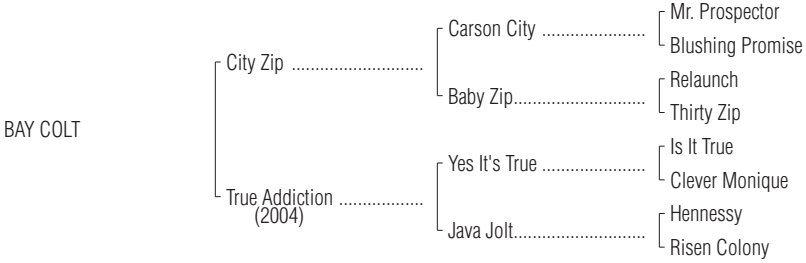 Mr. Prospector
Carson City ......................
Blushing Promise
City Zip ............................
Relaunch
Baby Zip............................
Thirty Zip
BAY COLT
Is It True
Yes It's True ......................
Clever Monique
True Addiction ..................
(2004)
Hennessy
Java Jolt............................
Risen Colony